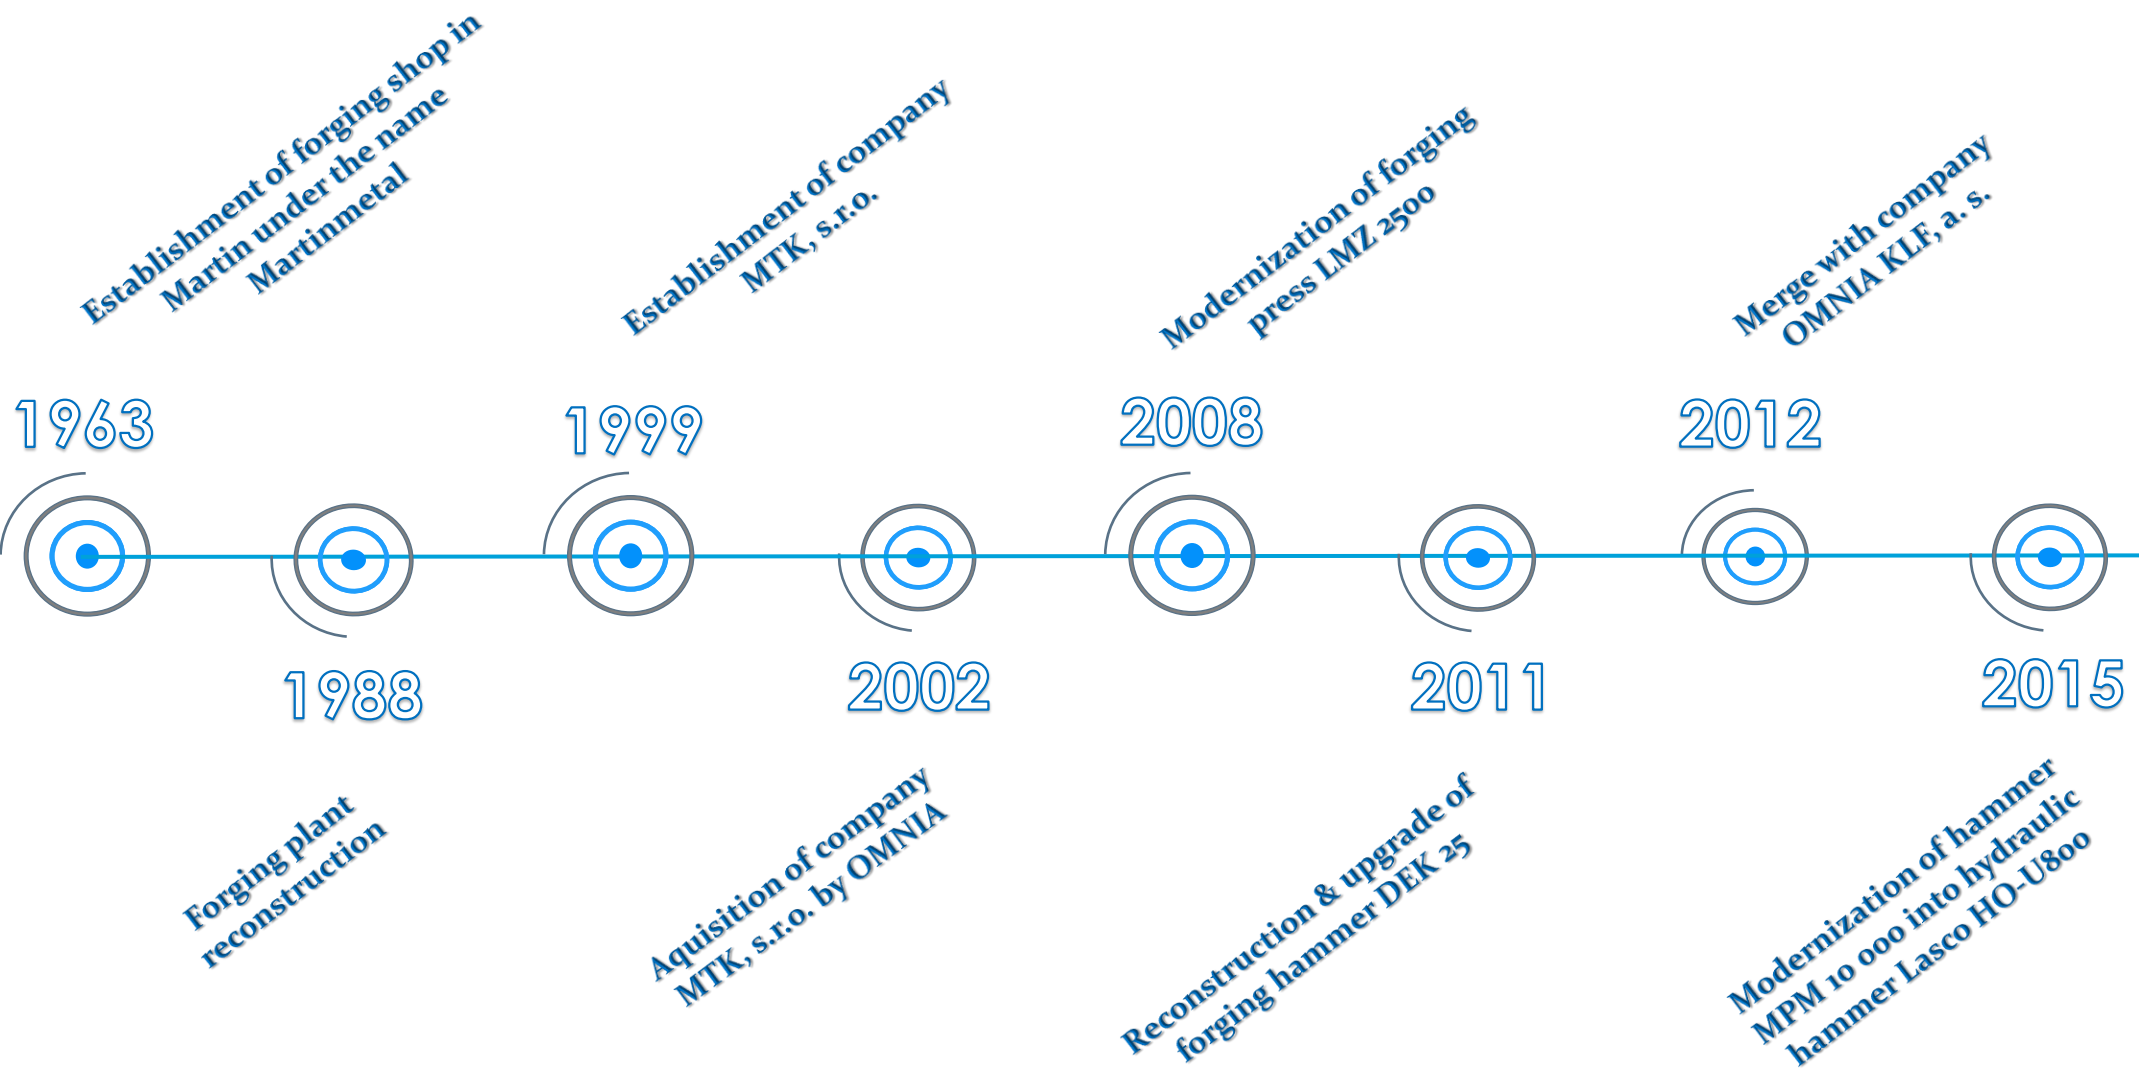 Establishment of forging shop in
Martin under the name
Martinmetal
1963
1988
Forging plant
reconstruction
Establishment of company
MTK, s.r.o.
1999
2002
Aquisition of company
MTK, s.r.o. by OMNIA
Modernization of forging
press LMZ 2500
2008
2011
Reconstruction & upgrade of
forging hammer DEK 25
Merge with company
OMNIA KLF, a. s.
2012
2015
Modernization of hammer
MPM 10 000 into hydraulic
hammer Lasco HO-U800